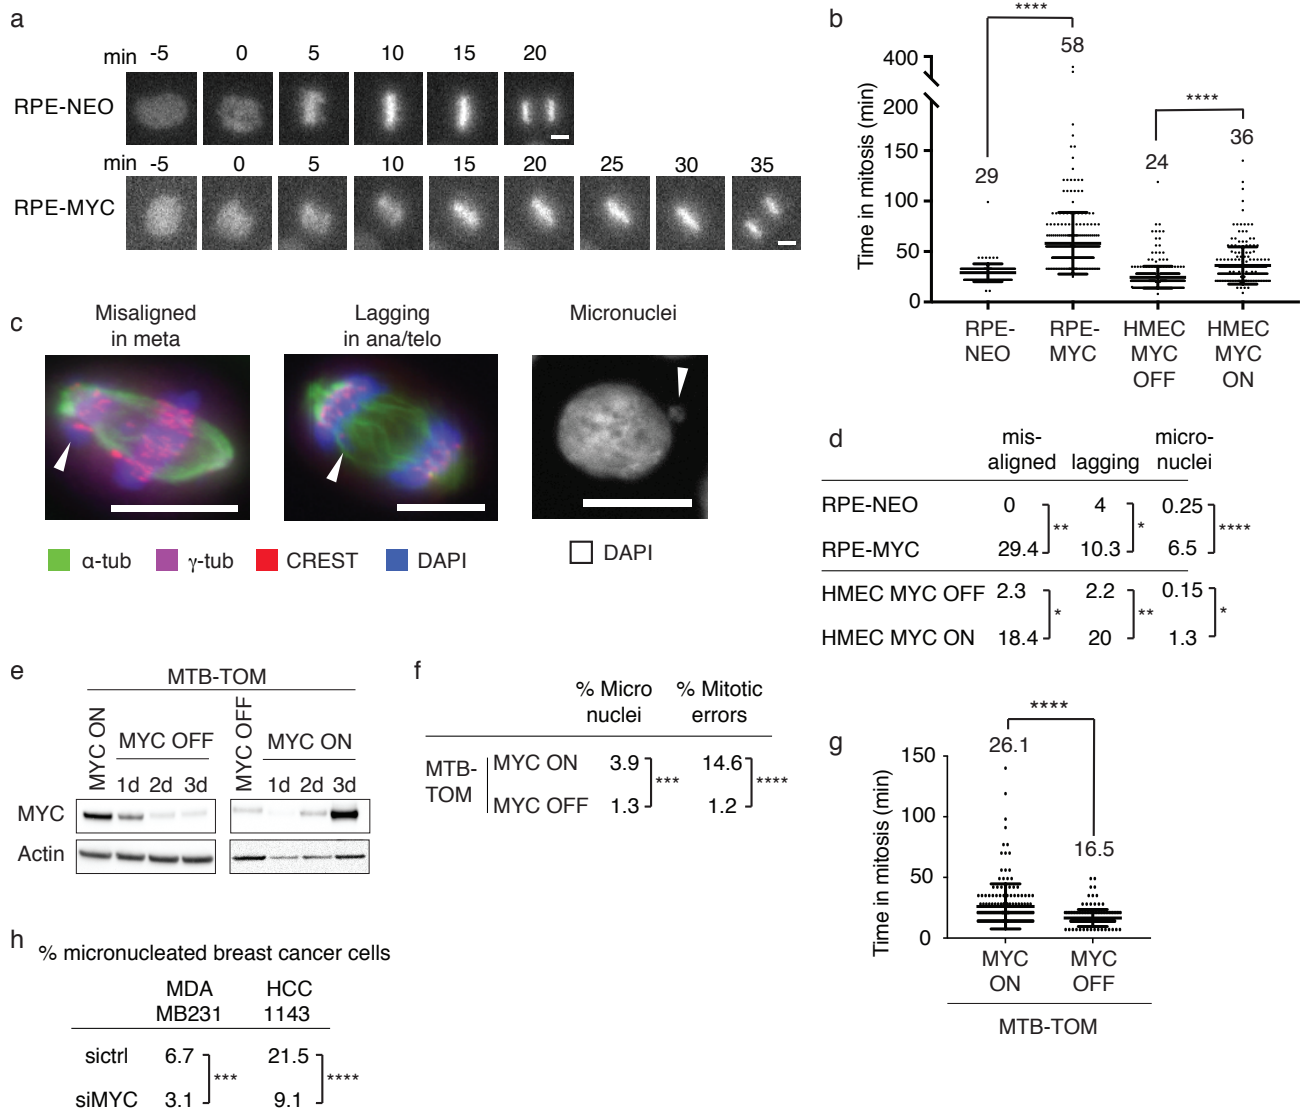 a
min -5 0 5 10 15 20
RPE-NEO
min -5 0 5 10 15 20 25 30 35
RPE-MYC
b
****
58
400
200
150
100
50
0
Time in mitosis (min)
29
****
24
36
RPE-
NEO
RPE-
MYC
HMEC
MYC
OFF
HMEC
MYC
ON
c
Misaligned
in meta
Lagging
in ana/telo
Micronuclei
α-tub γ-tub CREST DAPI
DAPI
d
mis-
aligned
lagging
micro-
nuclei
RPE-NEO 0 4 0.25
** * ****
RPE-MYC 29.4 10.3 6.5
HMEC MYC OFF 2.3 2.2 0.15
* ** *
HMEC MYC ON 18.4 20 1.3
e
MTB-TOM
MYC ON
MYC OFF
1d 2d 3d
MYC OFF
MYC ON
1d 2d 3d
MYC
Actin
f
% Micro
nuclei
% Mitotic
errors
MTB-
TOM
MYC ON 3.9 14.6
*** ****
MYC OFF 1.3 1.2
g
****
26.1
16.5
150
100
50
0
Time in mitosis (min)
MYC
ON
MYC
OFF
MTB-TOM
h
% micronucleated breast cancer cells
MDA
MB231
HCC
1143
sictrl 6.7 21.5
*** ****
siMYC 3.1 9.1